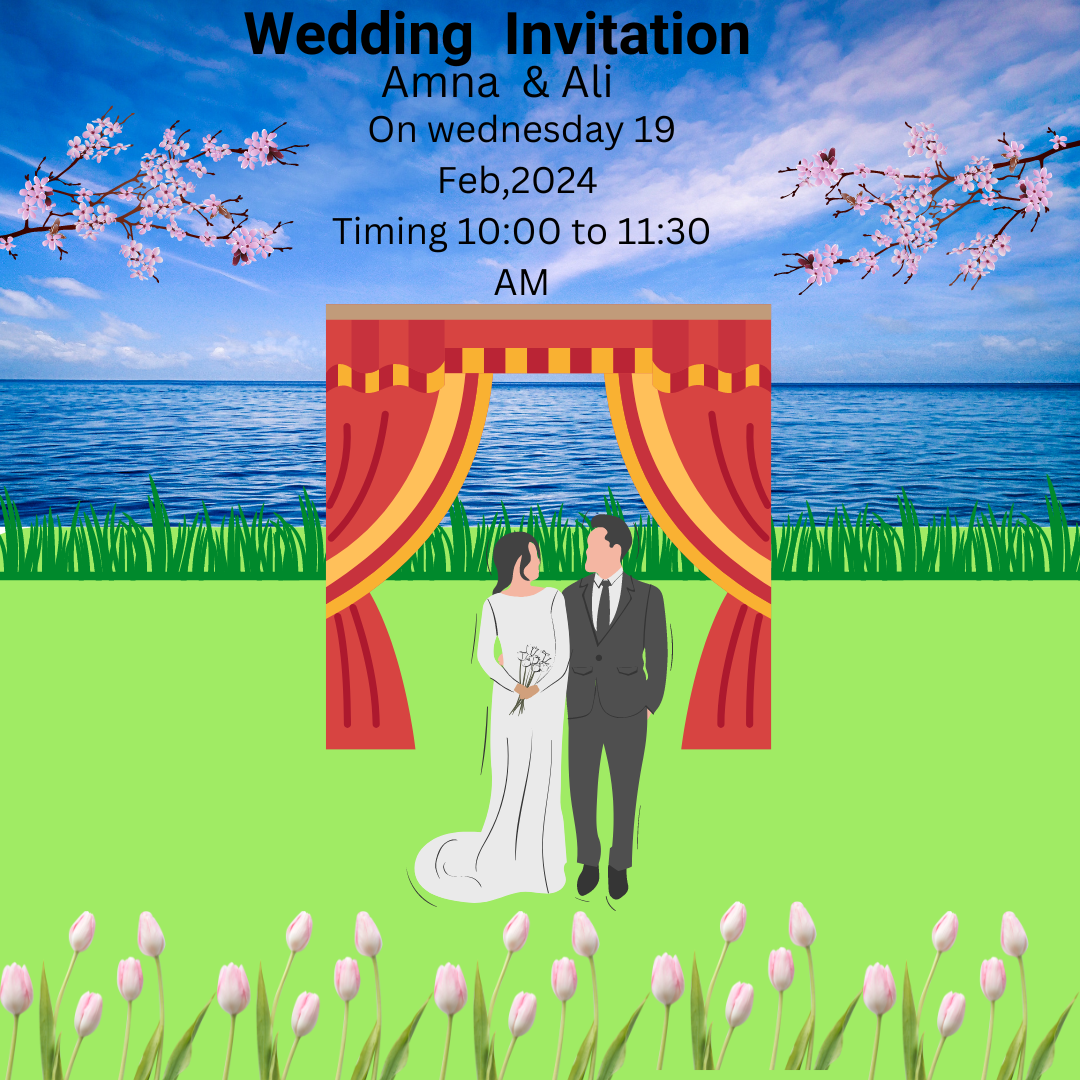 Wedding Invitation
Amna & Ali
On wednesday 19
Feb,2024
Timing 10:00 to 11:30
AM